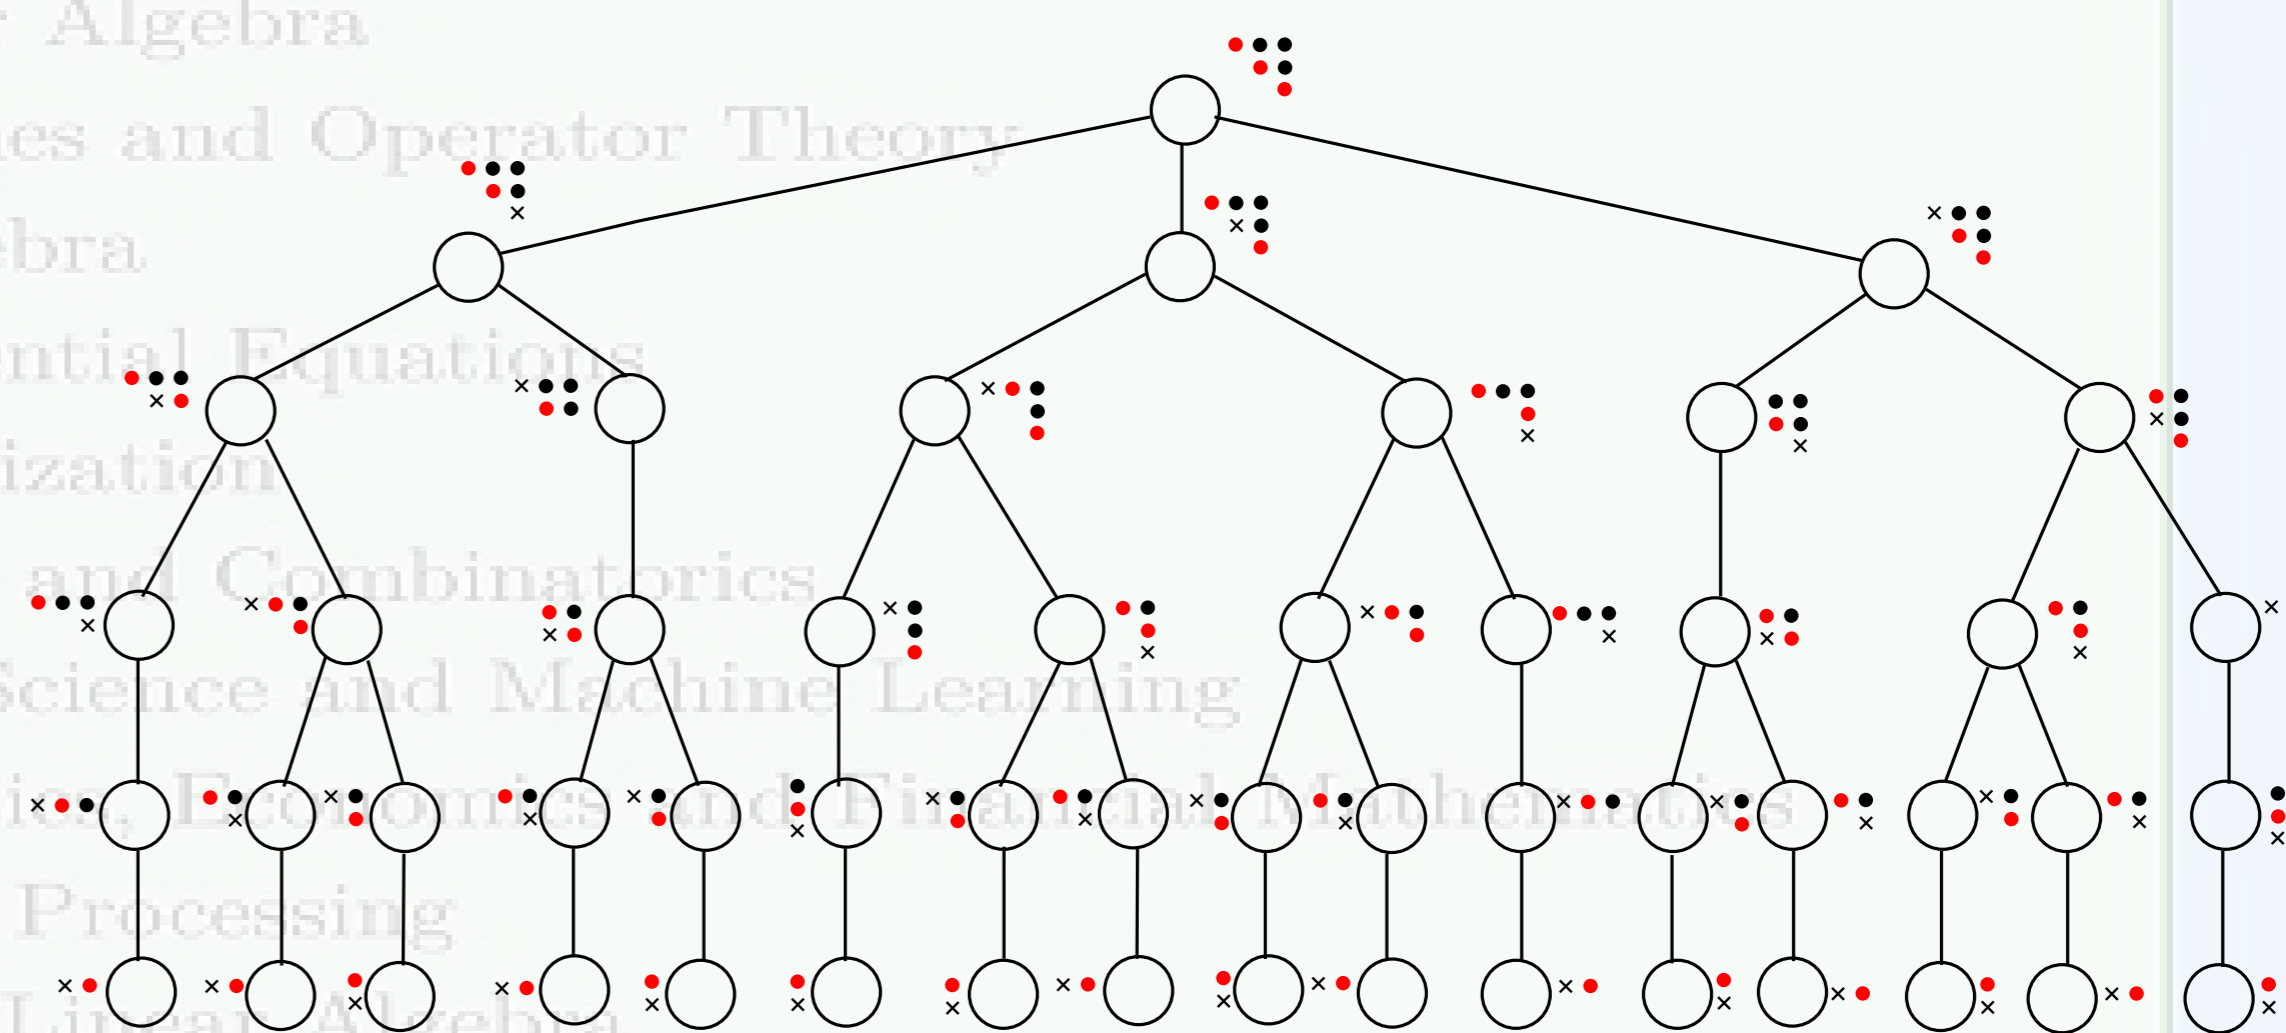 Algebra
es and Operator Theory
ebra
ential Equations
ization
and Combinatorics
Science and Machine Learning
ics, Economics and Financial Mathematics
Processing
Linear Algebra